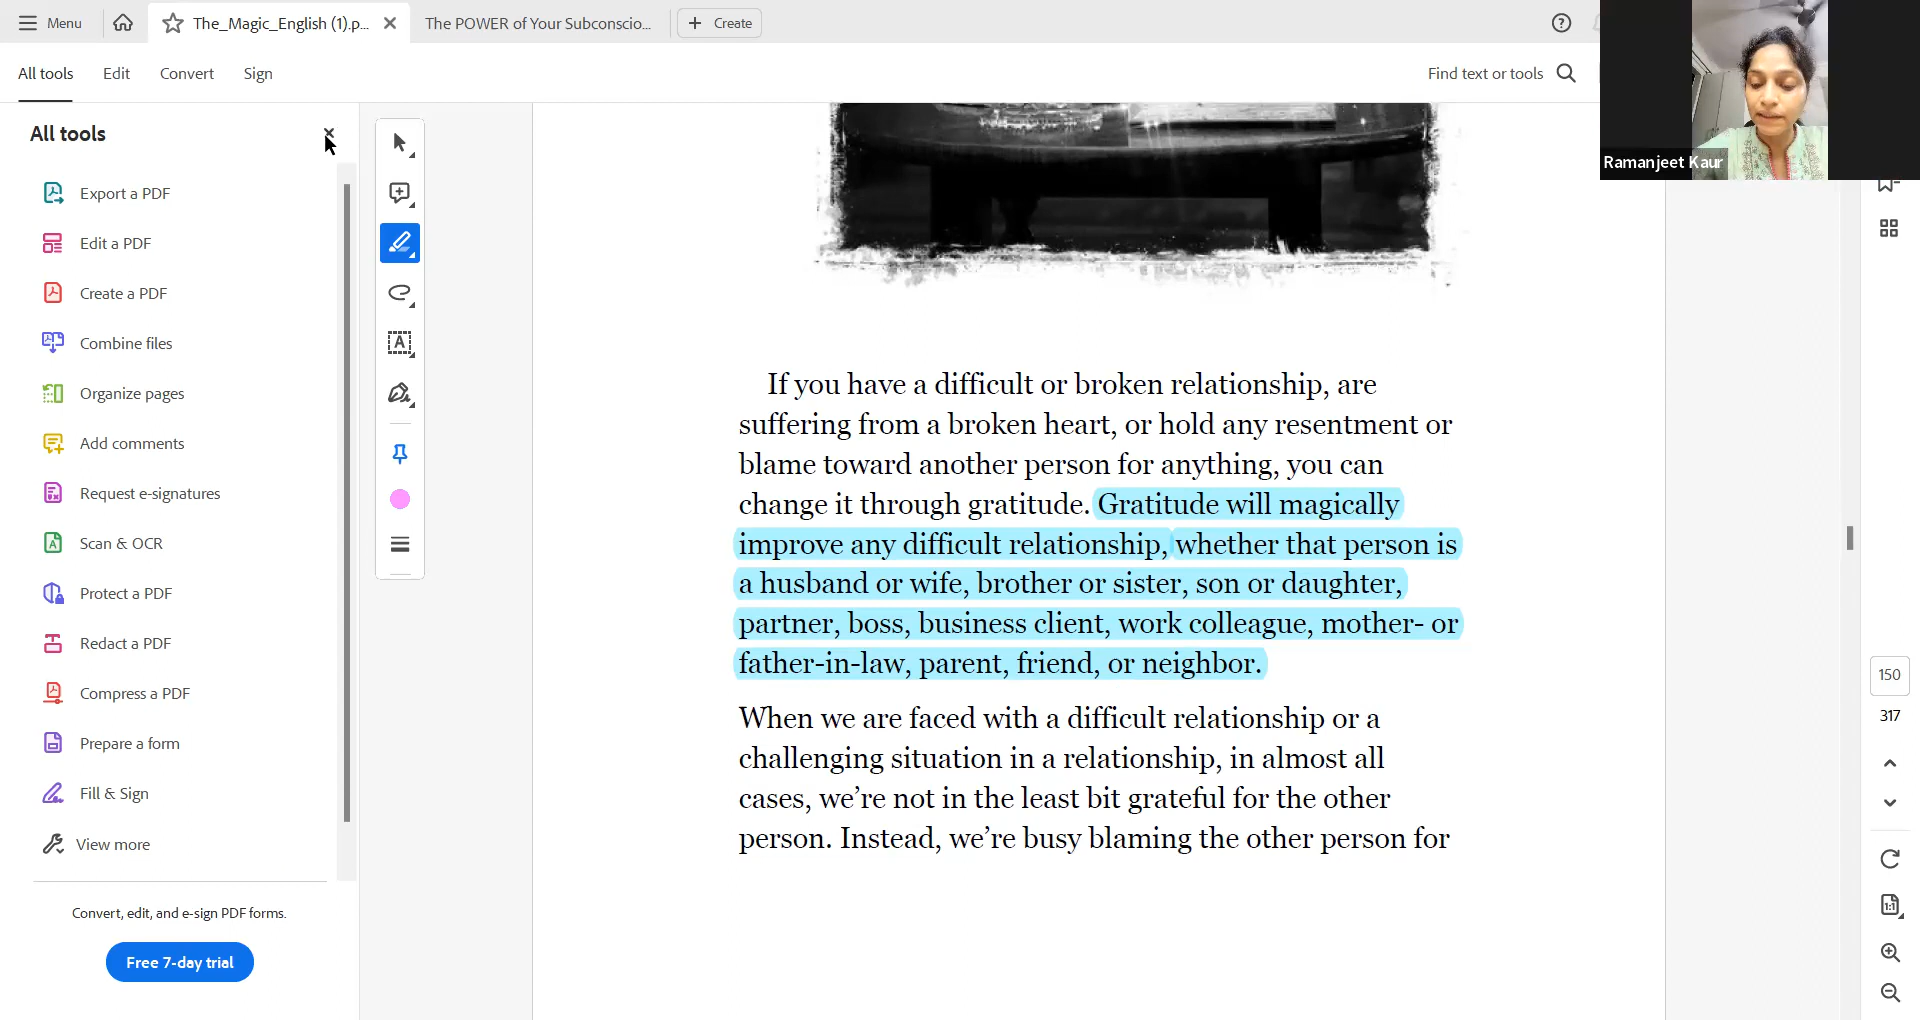 Menu
The_Magic_English (1).p...
The POWER of Your Subconscio...
Create
All tools
Edit
Convert
Sign
Find text or tools
Ramanjeet Kaur
All tools
Export a PDF
Edit a PDF
Create a PDF
Combine files
Organize pages
Add comments
Request e-signatures
Scan & OCR
Protect a PDF
Redact a PDF
Compress a PDF
Prepare a form
Fill & Sign
View more
Convert, edit, and e-sign PDF forms.
Free 7-day trial
If you have a difficult or broken relationship, are
suffering from a broken heart, or hold any resentment or
blame toward another person for anything, you can
change it through gratitude. Gratitude will magically
improve any difficult relationship, whether that person is
a husband or wife, brother or sister, son or daughter,
partner, boss, business client, work colleague, mother- or
father-in-law, parent, friend, or neighbor.
When we are faced with a difficult relationship or a
challenging situation in a relationship, in almost all
cases, we’re not in the least bit grateful for the other
person. Instead, we’re busy blaming the other person for
150
317